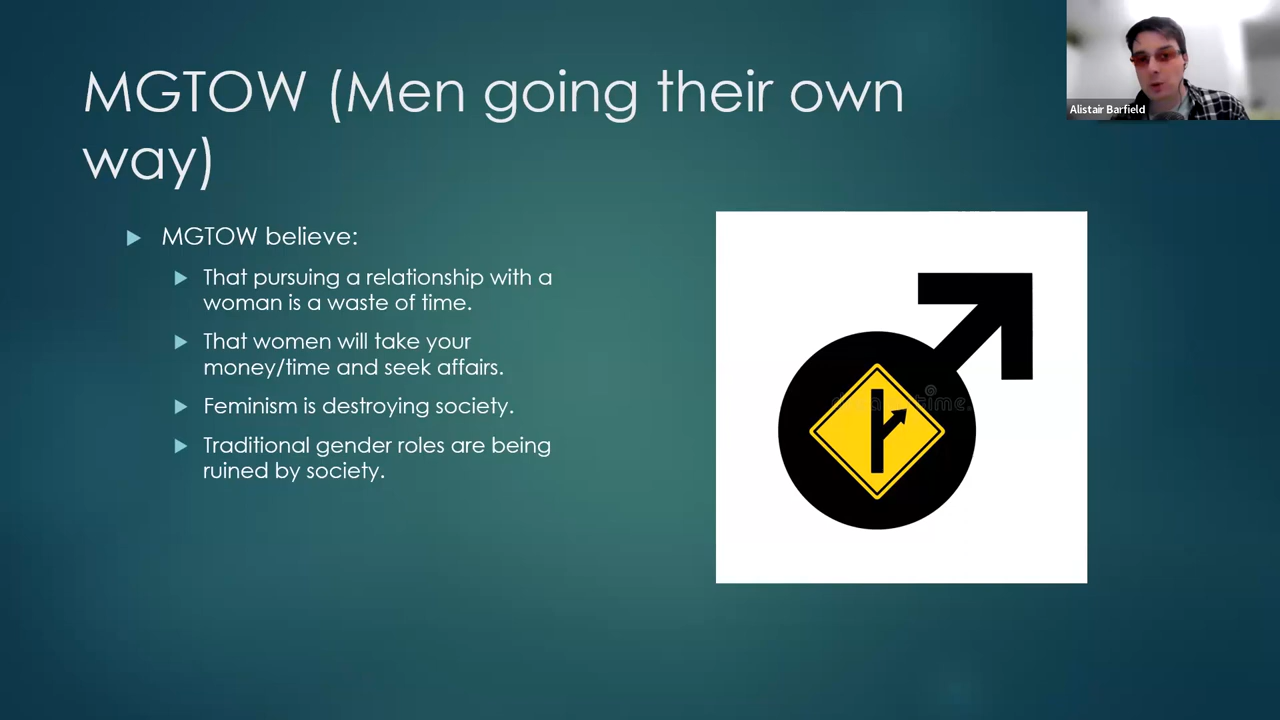 MGTOW (Men going their own
way)
Alistair Barfield
MGTOW believe:
That pursuing a relationship with a
woman is a waste of time.
That women will take your
money/time and seek affairs.
Feminism is destroying society.
Traditional gender roles are being
ruined by society.